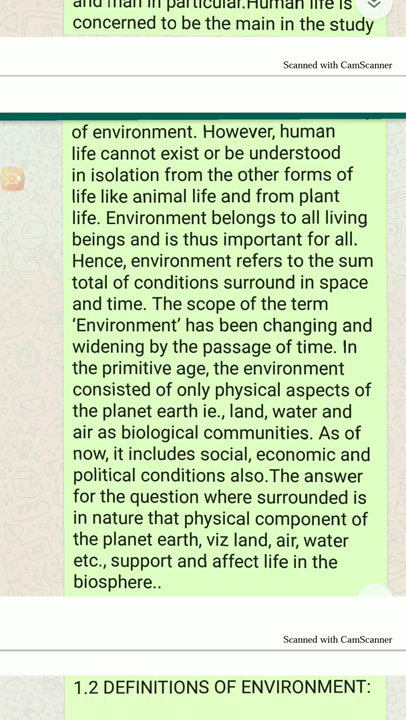 and man in particular.Human life is
concerned to be the main in the study
Scanned with CamScanner
of environment. However, human
life cannot exist or be understood
in isolation from the other forms of
life like animal life and from plant
life. Environment belongs to all living
beings and is thus important for all.
Hence, environment refers to the sum
total of conditions surround in space
and time. The scope of the term
‘Environment’ has been changing and
widening by the passage of time. In
the primitive age, the environment
consisted of only physical aspects of
the planet earth ie., land, water and
air as biological communities. As of
now, it includes social, economic and
political conditions also.The answer
for the question where surrounded is
in nature that physical component of
the planet earth, viz land, air, water
etc., support and affect life in the
biosphere..
Scanned with CamScanner
1.2 DEFINITIONS OF ENVIRONMENT: